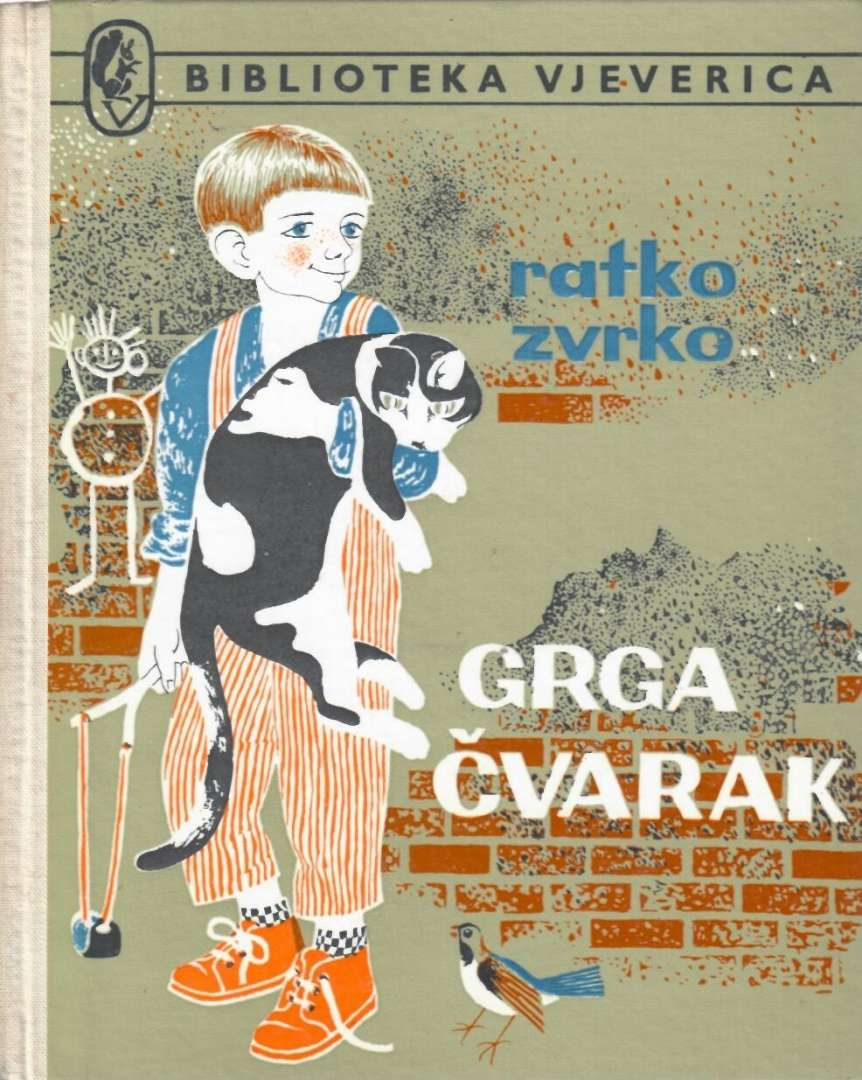 V
BIBLIOTEKA VJEVERICA
ratko
zvrko
GRGA
ČVARAK